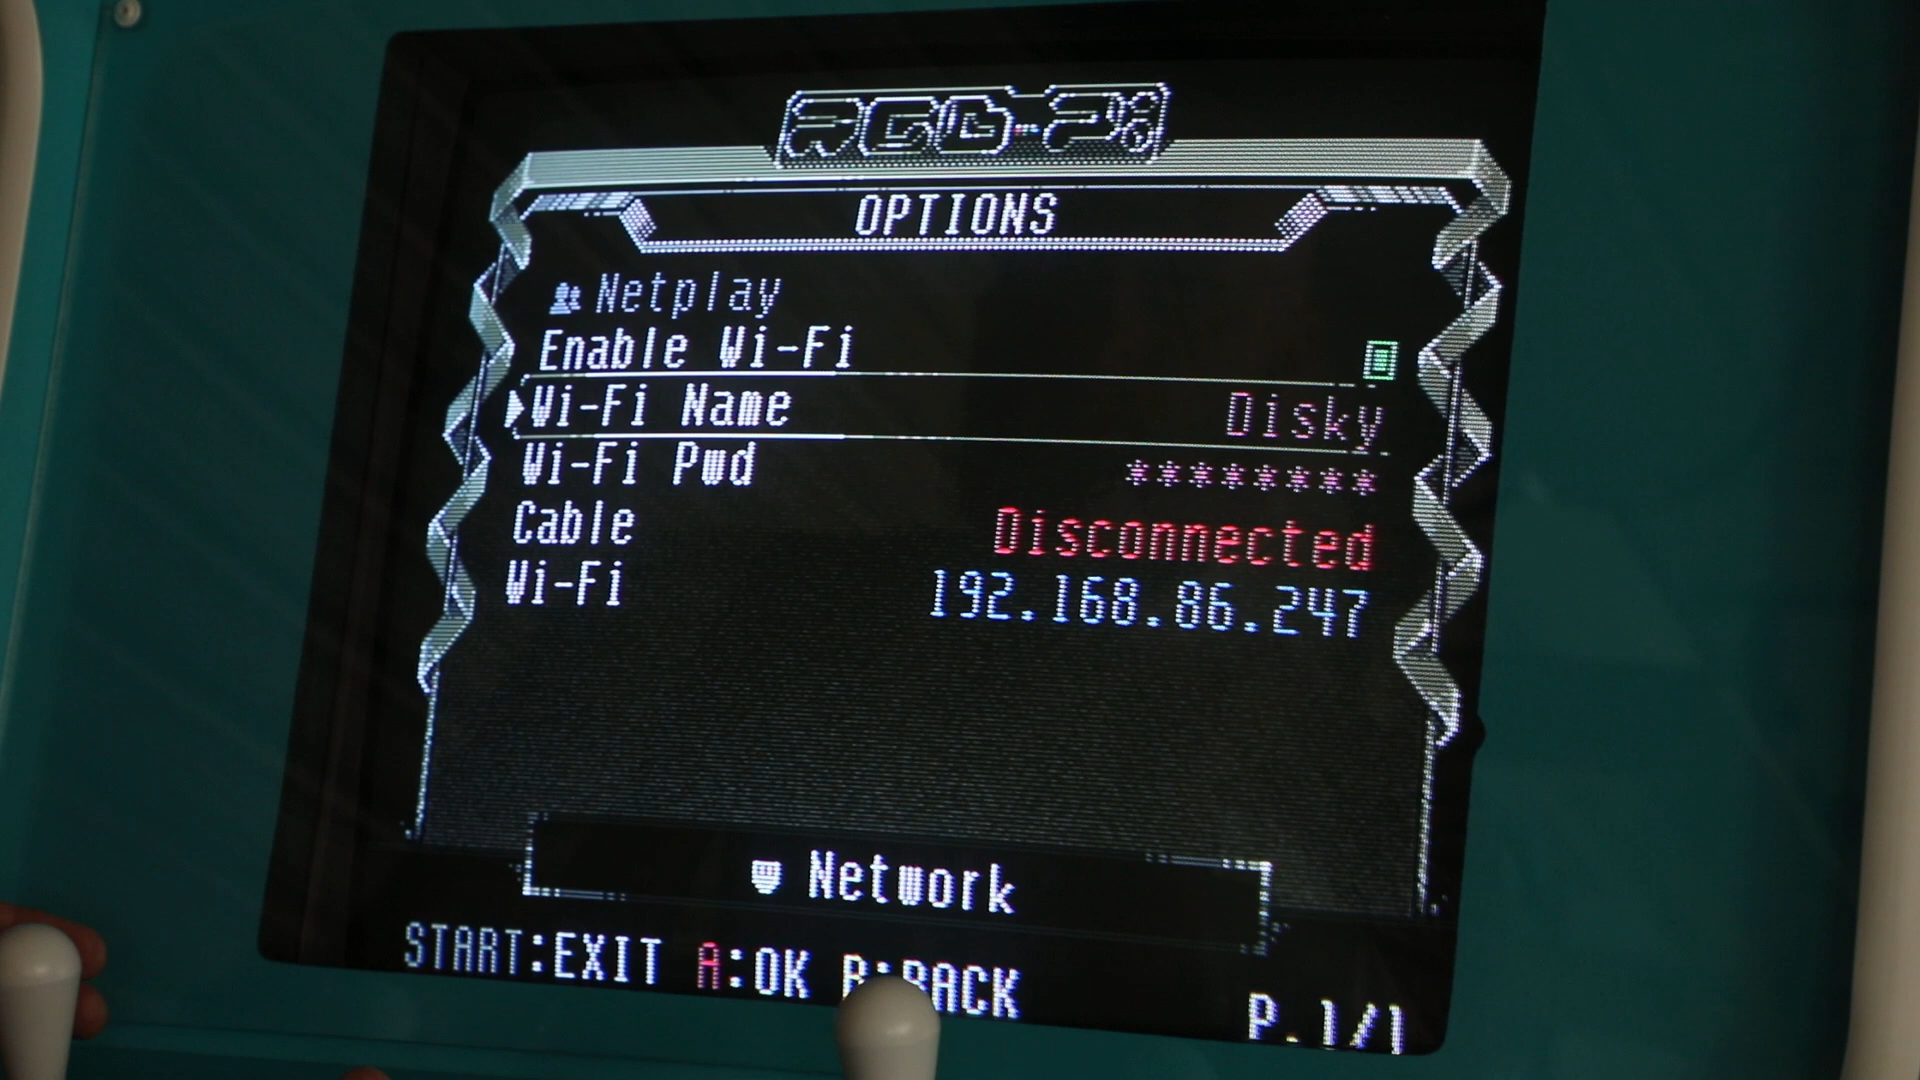 RGB-Pi
OPTIONS
Netplay
Enable Wi-Fi
Wi-Fi Name Disky
Wi-Fi Pwd ********
Cable Disconnected
Wi-Fi 192.168.86.247
Network
START:EXIT A:OK B:BACK
P.1/1